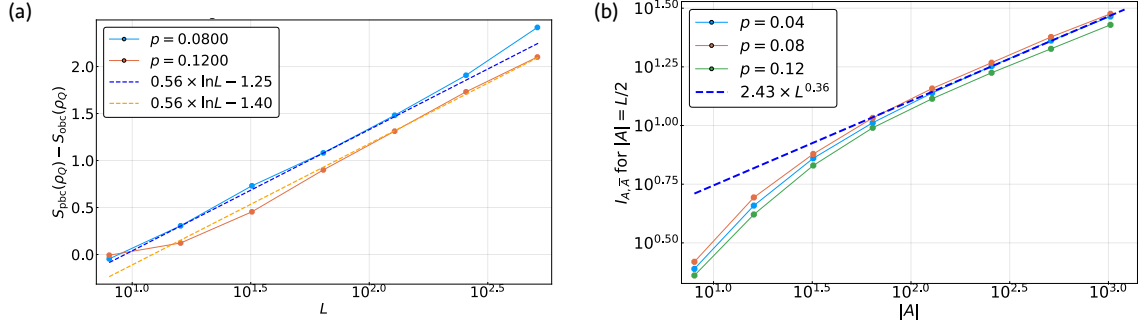 (a)
S_pbc(ρ_Q) − S_obc(ρ_Q)
2.0
1.5
1.0
0.5
0.0
p = 0.0800
p = 0.1200
0.56 × lnL − 1.25
0.56 × lnL − 1.40
10^1.0 10^1.5 10^2.0 10^2.5
L
(b)
I_{A,A̅} for |A| = L/2
10^1.50
10^1.25
10^1.00
10^0.75
10^0.50
p = 0.04
p = 0.08
p = 0.12
2.43 × L^0.36
10^1.0 10^1.5 10^2.0 10^2.5 10^3.0
|A|